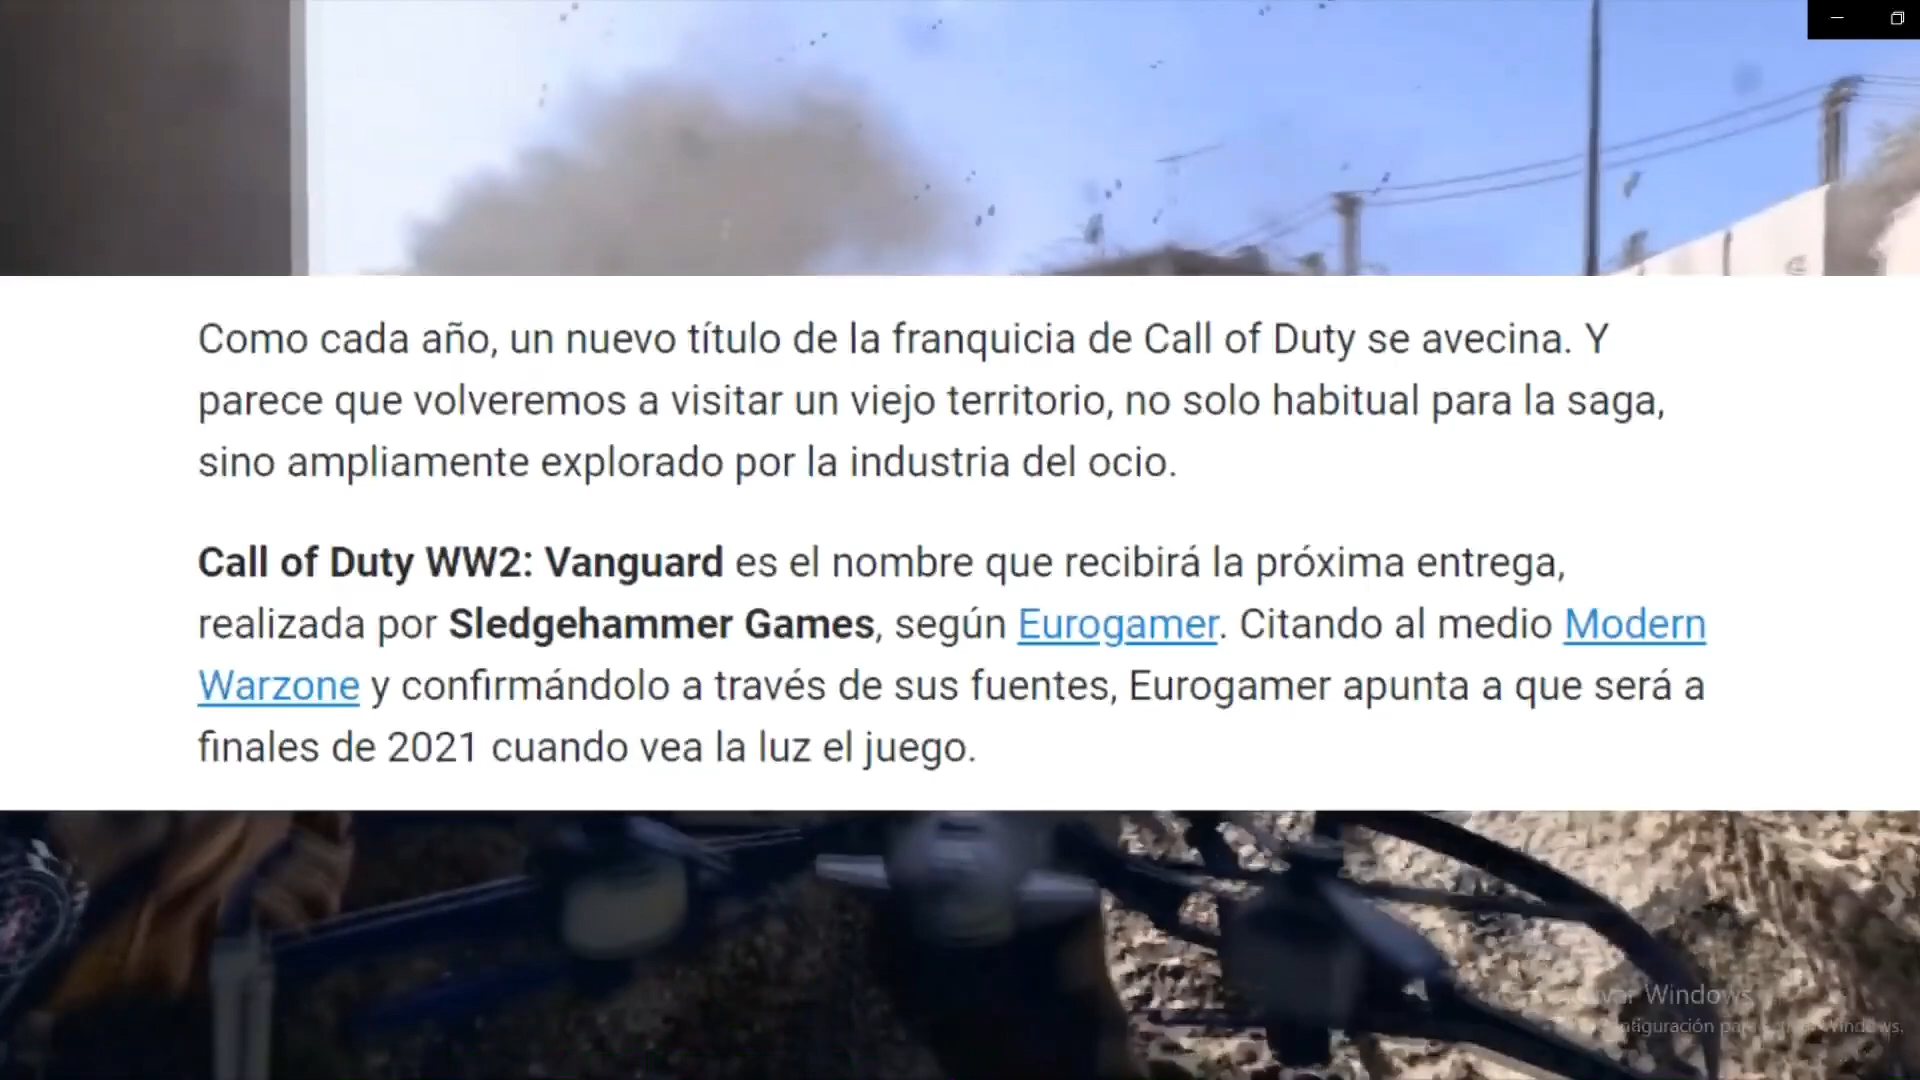 Como cada año, un nuevo título de la franquicia de Call of Duty se avecina. Y
parece que volveremos a visitar un viejo territorio, no solo habitual para la saga,
sino ampliamente explorado por la industria del ocio.
Call of Duty WW2: Vanguard es el nombre que recibirá la próxima entrega,
realizada por Sledgehammer Games, según Eurogamer. Citando al medio Modern
Warzone y confirmándolo a través de sus fuentes, Eurogamer apunta a que será a
finales de 2021 cuando vea la luz el juego.
Windows
Windows.